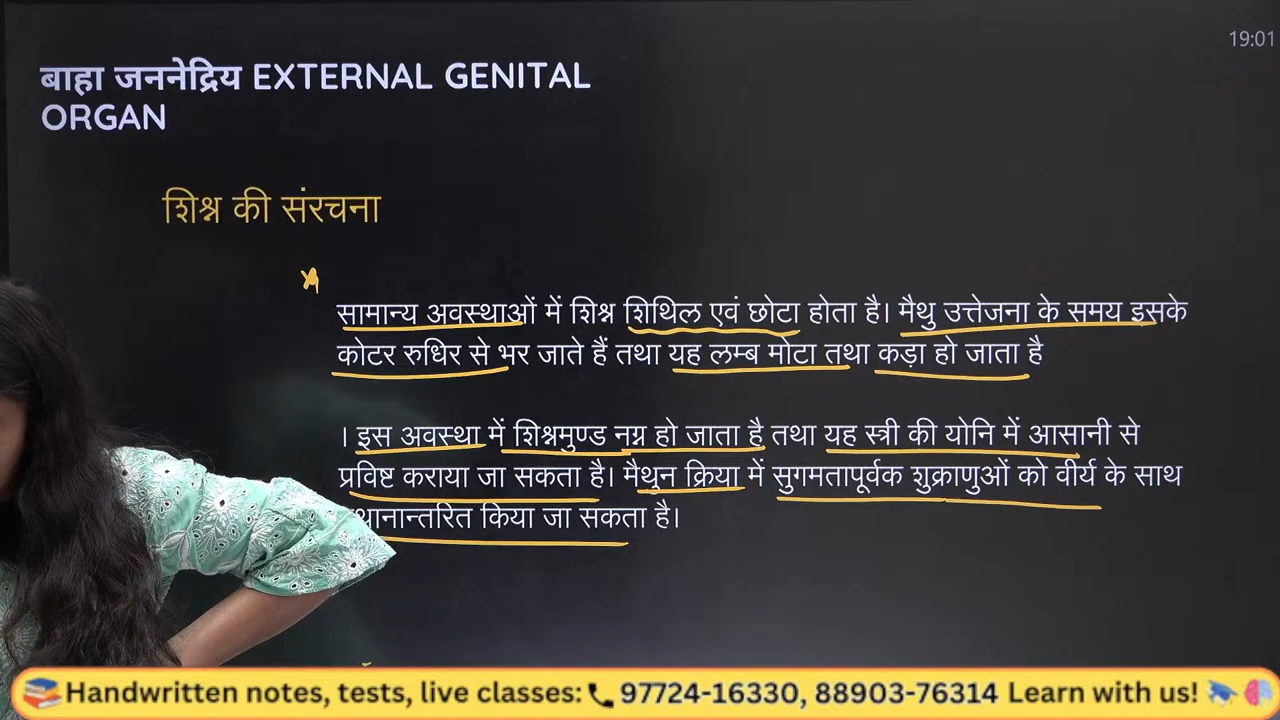 19:01
बाहा जननेद्रिय EXTERNAL GENITAL
ORGAN
शिश्न की संरचना
सामान्य अवस्थाओं में शिश्न शिथिल एवं छोटा होता है। मैथु उत्तेजना के समय इसके
कोटर रुधिर से भर जाते हैं तथा यह लम्ब मोटा तथा कड़ा हो जाता है
। इस अवस्था में शिश्नमुण्ड नग्न हो जाता है तथा यह स्त्री की योनि में आसानी से
प्रविष्ट कराया जा सकता है। मैथुन क्रिया में सुगमतापूर्वक शुक्राणुओं को वीर्य के साथ
किया जा सकता है।
Handwritten notes, tests, live classes: 97724-16330, 88903-76314 Learn with us!